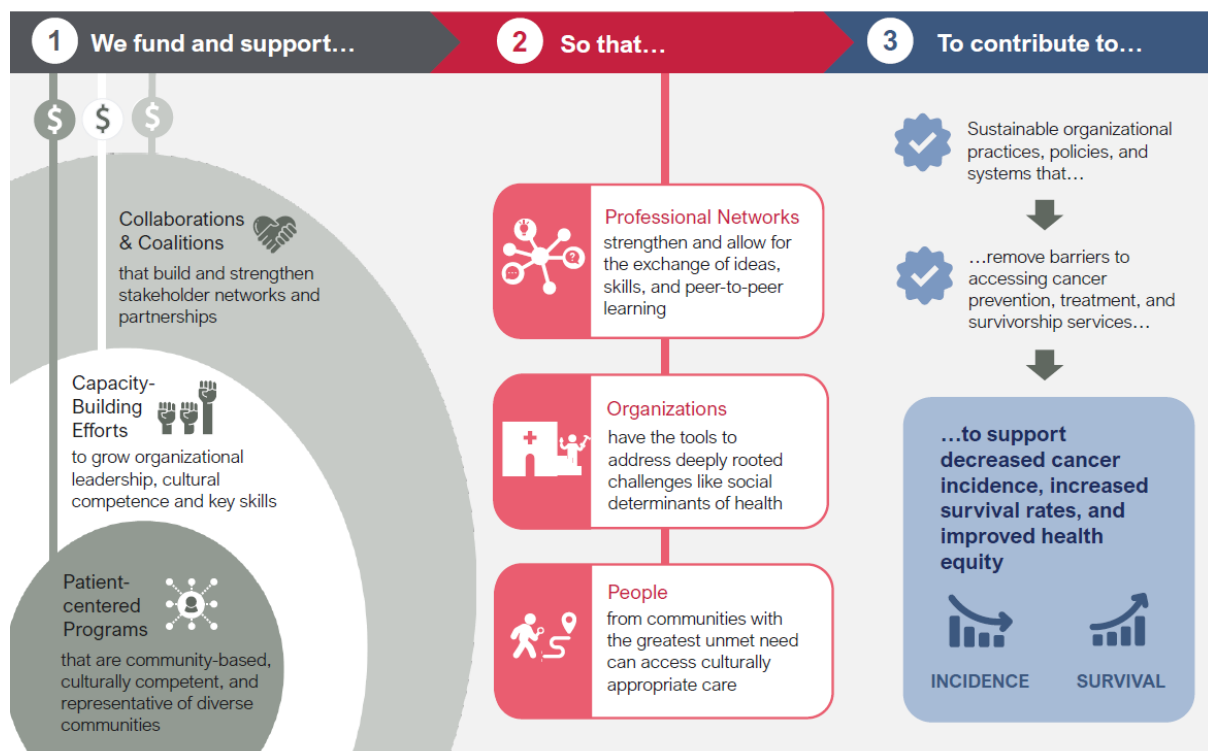 1 We fund and support…
2 So that…
3 To contribute to…
$ $ $
Collaborations
& Coalitions
that build and strengthen
stakeholder networks and
partnerships
Capacity-
Building
Efforts
to grow organizational
leadership, cultural
competence and key skills
Patient-
centered
Programs
that are community-based,
culturally competent, and
representative of diverse
communities
Professional Networks
strengthen and allow for
the exchange of ideas,
skills, and peer-to-peer
learning
?
Organizations
have the tools to
address deeply rooted
challenges like social
determinants of health
People
from communities with
the greatest unmet need
can access culturally
appropriate care
Sustainable organizational
practices, policies, and
systems that…
…remove barriers to
accessing cancer
prevention, treatment, and
survivorship services…
…to support
decreased cancer
incidence, increased
survival rates, and
improved health
equity
INCIDENCE
SURVIVAL